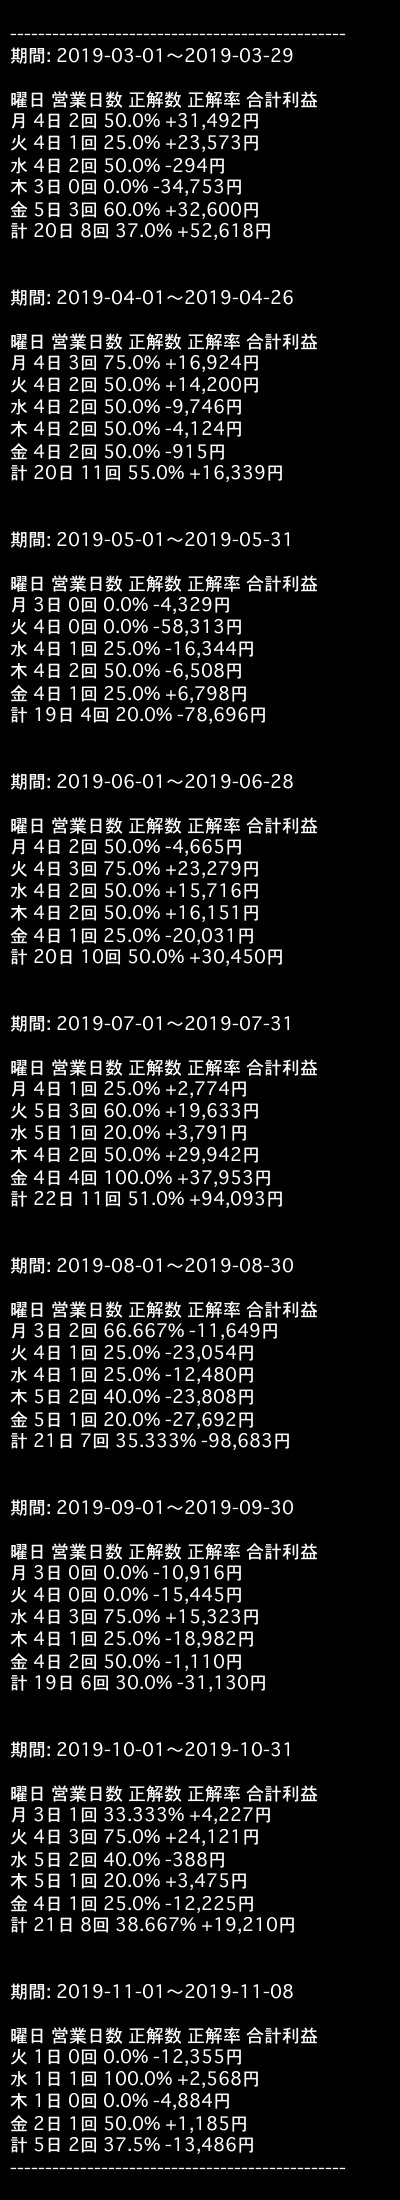 ------------------------------------------------
期間: 2019-03-01〜2019-03-29
曜日 営業日数 正解数 正解率 合計利益
月 4日 2回 50.0% +31,492円
火 4日 1回 25.0% +23,573円
水 4日 2回 50.0% -294円
木 3日 0回 0.0% -34,753円
金 5日 3回 60.0% +32,600円
計 20日 8回 37.0% +52,618円
期間: 2019-04-01〜2019-04-26
曜日 営業日数 正解数 正解率 合計利益
月 4日 3回 75.0% +16,924円
火 4日 2回 50.0% +14,200円
水 4日 2回 50.0% -9,746円
木 4日 2回 50.0% -4,124円
金 4日 2回 50.0% -915円
計 20日 11回 55.0% +16,339円
期間: 2019-05-01〜2019-05-31
曜日 営業日数 正解数 正解率 合計利益
月 3日 0回 0.0% -4,329円
火 4日 0回 0.0% -58,313円
水 4日 1回 25.0% -16,344円
木 4日 2回 50.0% -6,508円
金 4日 1回 25.0% +6,798円
計 19日 4回 20.0% -78,696円
期間: 2019-06-01〜2019-06-28
曜日 営業日数 正解数 正解率 合計利益
月 4日 2回 50.0% -4,665円
火 4日 3回 75.0% +23,279円
水 4日 2回 50.0% +15,716円
木 4日 2回 50.0% +16,151円
金 4日 1回 25.0% -20,031円
計 20日 10回 50.0% +30,450円
期間: 2019-07-01〜2019-07-31
曜日 営業日数 正解数 正解率 合計利益
月 4日 1回 25.0% +2,774円
火 5日 3回 60.0% +19,633円
水 5日 1回 20.0% +3,791円
木 4日 2回 50.0% +29,942円
金 4日 4回 100.0% +37,953円
計 22日 11回 51.0% +94,093円
期間: 2019-08-01〜2019-08-30
曜日 営業日数 正解数 正解率 合計利益
月 3日 2回 66.667% -11,649円
火 4日 1回 25.0% -23,054円
水 4日 1回 25.0% -12,480円
木 5日 2回 40.0% -23,808円
金 5日 1回 20.0% -27,692円
計 21日 7回 35.333% -98,683円
期間: 2019-09-01〜2019-09-30
曜日 営業日数 正解数 正解率 合計利益
月 3日 0回 0.0% -10,916円
火 4日 0回 0.0% -15,445円
水 4日 3回 75.0% +15,323円
木 4日 1回 25.0% -18,982円
金 4日 2回 50.0% -1,110円
計 19日 6回 30.0% -31,130円
期間: 2019-10-01〜2019-10-31
曜日 営業日数 正解数 正解率 合計利益
月 3日 1回 33.333% +4,227円
火 4日 3回 75.0% +24,121円
水 5日 2回 40.0% -388円
木 5日 1回 20.0% +3,475円
金 4日 1回 25.0% -12,225円
計 21日 8回 38.667% +19,210円
期間: 2019-11-01〜2019-11-08
曜日 営業日数 正解数 正解率 合計利益
火 1日 0回 0.0% -12,355円
水 1日 1回 100.0% +2,568円
木 1日 0回 0.0% -4,884円
金 2日 1回 50.0% +1,185円
計 5日 2回 37.5% -13,486円
------------------------------------------------